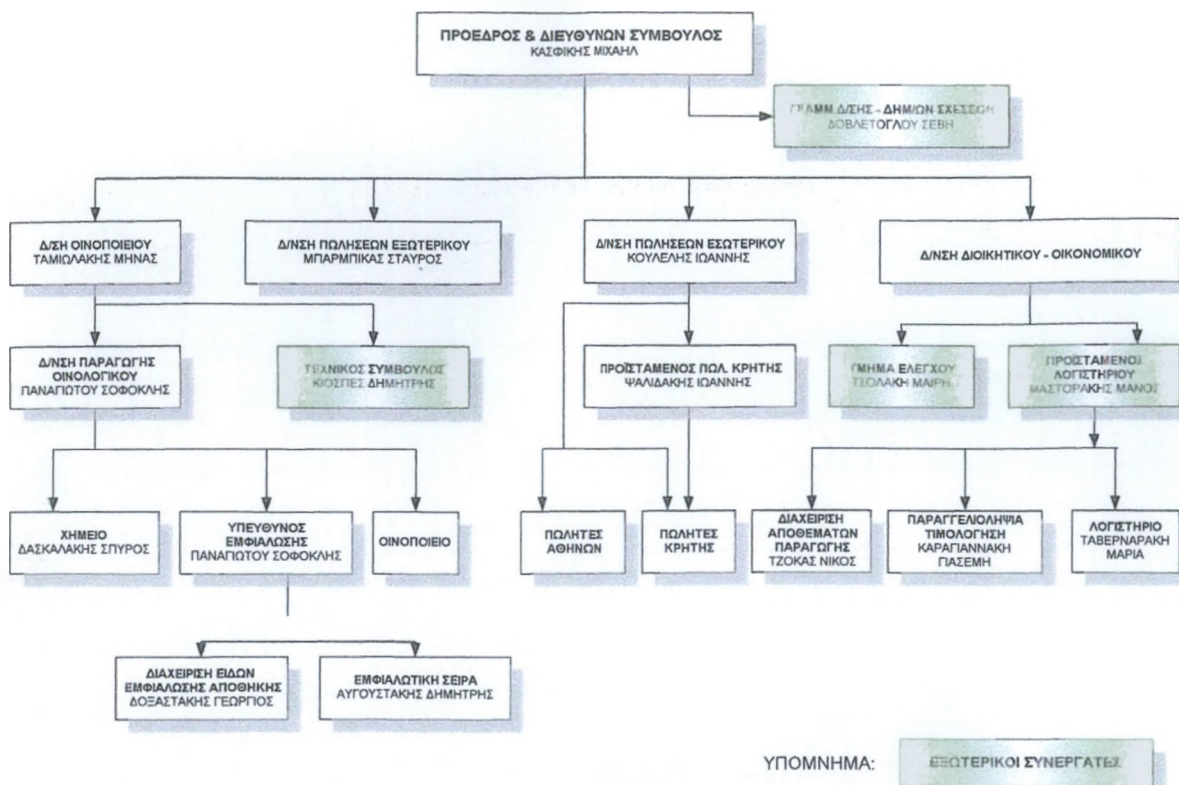 ΠΡΟΕΔΡΟΣ & ΔΙΕΥΘΥΝΩΝ ΣΥΜΒΟΥΛΟΣ
ΚΑΣΦΙΚΗΣ ΜΙΧΑΗΛ
ΓΡΑΜΜ.Δ/ΣΗΣ - ΔΗΜ/ΩΝ ΣΧΕΣΕΩΝ
ΔΟΒΛΕΤΟΓΛΟΥ ΣΕΒΗ
Δ/ΣΗ ΟΙΝΟΠΟΙΕΙΟΥ
ΤΑΜΙΩΛΑΚΗΣ ΜΗΝΑΣ
Δ/ΝΣΗ ΠΩΛΗΣΕΩΝ ΕΞΩΤΕΡΙΚΟΥ
ΜΠΑΡΜΠΙΚΑΣ ΣΤΑΥΡΟΣ
Δ/ΝΣΗ ΠΩΛΗΣΕΩΝ ΕΣΩΤΕΡΙΚΟΥ
ΚΟΥΛΕΛΗΣ ΙΩΑΝΝΗΣ
Δ/ΝΣΗ ΔΙΟΙΚΗΤΙΚΟΥ - ΟΙΚΟΝΟΜΙΚΟΥ
Δ/ΝΣΗ ΠΑΡΑΓΩΓΗΣ
ΟΙΝΟΛΟΓΙΚΟΥ
ΠΑΝΑΓΙΩΤΟΥ ΣΟΦΟΚΛΗΣ
ΤΕΧΝΙΚΟΣ ΣΥΜΒΟΥΛΟΣ
ΚΙΟΣΠΕΣ ΔΗΜΗΤΡΗΣ
ΠΡΟΪΣΤΑΜΕΝΟΣ ΠΩΛ. ΚΡΗΤΗΣ
ΨΑΛΙΔΑΚΗΣ ΙΩΑΝΝΗΣ
ΤΜΗΜΑ ΕΛΕΓΧΟΥ
ΤΣΟΛΑΚΗ ΜΑΙΡΗ
ΠΡΟΙΣΤΑΜΕΝΟΣ
ΛΟΓΙΣΤΗΡΙΟΥ
ΜΑΣΤΟΡΑΚΗΣ ΜΑΝΟΣ
ΧΗΜΕΙΟ
ΔΑΣΚΑΛΑΚΗΣ ΣΠΥΡΟΣ
ΥΠΕΥΘΥΝΟΣ
ΕΜΦΙΑΛΩΣΗΣ
ΠΑΝΑΓΙΩΤΟΥ ΣΟΦΟΚΛΗΣ
ΟΙΝΟΠΟΙΕΙΟ
ΠΩΛΗΤΕΣ
ΑΘΗΝΩΝ
ΠΩΛΗΤΕΣ
ΚΡΗΤΗΣ
ΔΙΑΧΕΙΡΙΣΗ
ΑΠΟΘΕΜΑΤΩΝ
ΠΑΡΑΓΩΓΗΣ
ΤΖΟΚΑΣ ΝΙΚΟΣ
ΠΑΡΑΓΓΕΛΙΟΛΗΨΙΑ
ΤΙΜΟΛΟΓΗΣΗ
ΚΑΡΑΓΙΑΝΝΑΚΗ
ΓΙΑΣΕΜΗ
ΛΟΓΙΣΤΗΡΙΟ
ΤΑΒΕΡΝΑΡΑΚΗ
ΜΑΡΙΑ
ΔΙΑΧΕΙΡΙΣΗ ΕΙΔΩΝ
ΕΜΦΙΑΛΩΣΗΣ ΑΠΟΘΗΚΗΣ
ΔΟΞΑΣΤΑΚΗΣ ΓΕΩΡΓΙΟΣ
ΕΜΦΙΑΛΩΤΙΚΗ ΣΕΙΡΑ
ΑΥΓΟΥΣΤΑΚΗΣ ΔΗΜΗΤΡΗΣ
ΥΠΟΜΝΗΜΑ:
ΕΞΩΤΕΡΙΚΟΙ ΣΥΝΕΡΓΑΤΕΣ